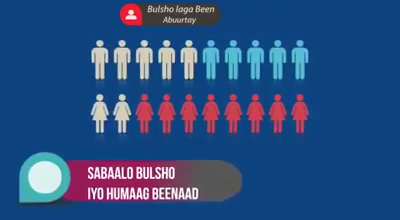 Bulsho laga Been
Abuurtay
SABAALO BULSHO
IYO HUMAAG BEENAAD